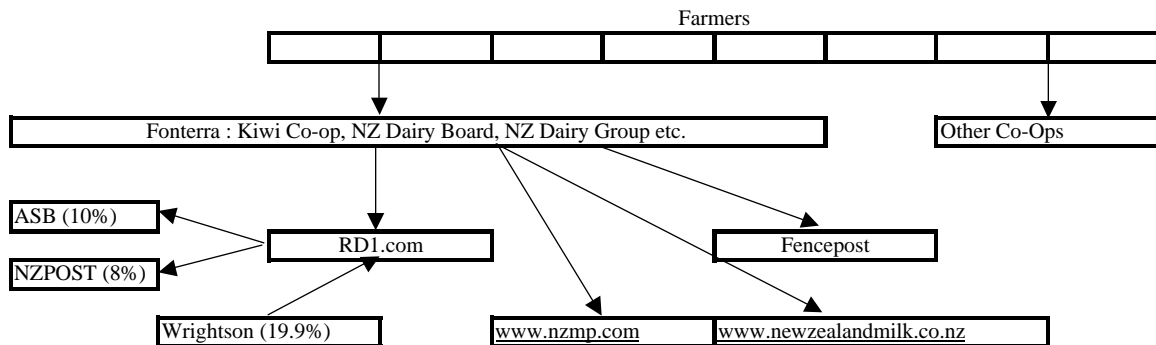 Farmers
Fonterra : Kiwi Co-op, NZ Dairy Board, NZ Dairy Group etc.
Other Co-Ops
ASB (10%)
RD1.com
Fencepost
NZPOST (8%)
Wrightson (19.9%)
www.nzmp.com
www.newzealandmilk.co.nz